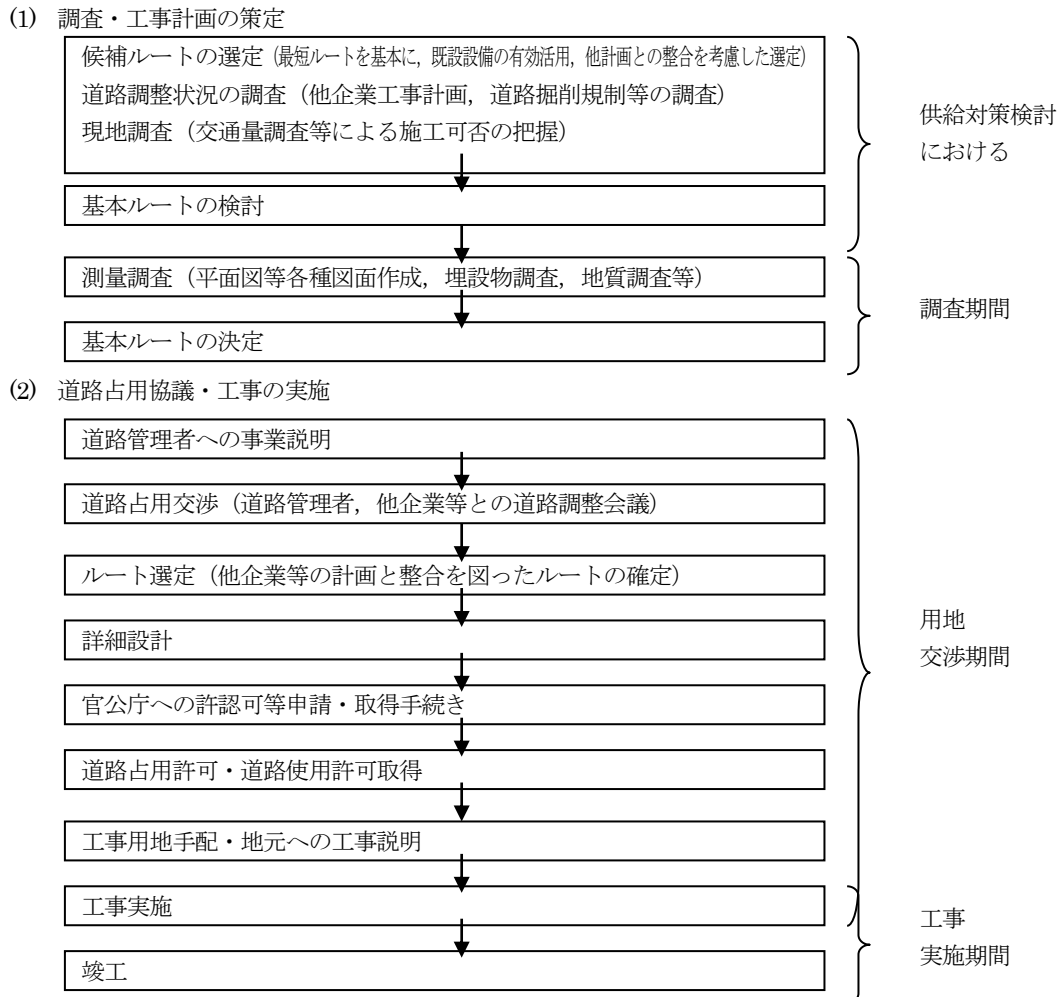 (1) 調査・工事計画の策定
候補ルートの選定（最短ルートを基本に，既設設備の有効活用，他計画との整合を考慮した選定）
道路調整状況の調査（他企業工事計画，道路掘削規制等の調査）
現地調査（交通量調査等による施工可否の把握）
基本ルートの検討
供給対策検討
における
測量調査（平面図等各種図面作成，埋設物調査，地質調査等）
基本ルートの決定
調査期間
(2) 道路占用協議・工事の実施
道路管理者への事業説明
道路占用交渉（道路管理者，他企業等との道路調整会議）
ルート選定（他企業等の計画と整合を図ったルートの確定）
詳細設計
官公庁への許認可等申請・取得手続き
道路占用許可・道路使用許可取得
工事用地手配・地元への工事説明
用地
交渉期間
工事実施
竣工
工事
実施期間